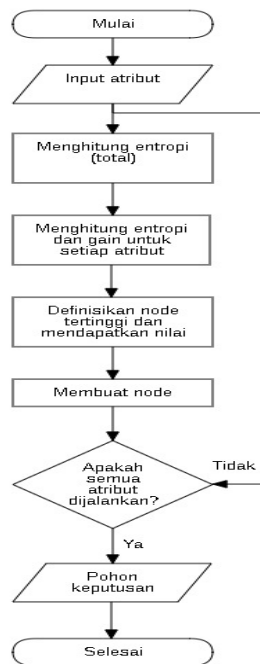 Mulai
Input atribut
Menghitung entropi
(total)
Menghitung entropi
dan gain untuk
setiap atribut
Definisikan node
tertinggi dan
mendapatkan nilai
Membuat node
Apakah
semua
atribut
dijalankan?
Tidak
Ya
Pohon
keputusan
Selesai